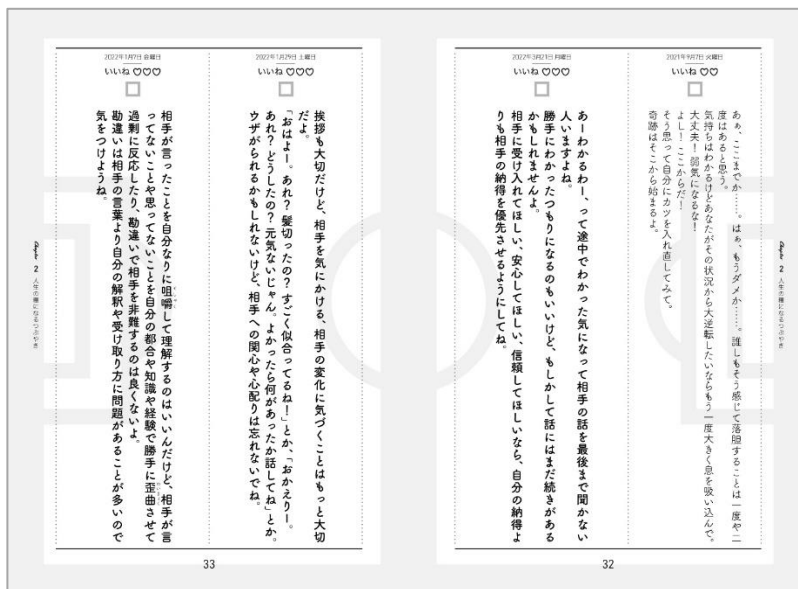 2021年9月7日 火曜日
いいね ♡♡
あぁ、ここまでか……。はぁ、もうダメか……。誰しもそう感じて落胆することは一度や二
度はあると思う。
気持ちはわかるけどあなたがその状況から大逆転したいならもう一度大きく息を吸い込んで。
大丈夫！弱気になるな！
よし！ここからだ！
そう思って自分にカツを入れ直してみて。
奇跡はそこから始まるよ。
2022年3月21日 月曜日
いいね ♡♡♡
あーわかるわー、って途中でわかった気になって相手の話を最後まで聞かない
人いますよね。
勝手にわかったつもりになるのもいいけど、もしかして話にはまだ続きがある
かもしれませんよ。
相手に受け入れてほしい、安心してほしい、信頼してほしいなら、自分の納得よ
りも相手の納得を優先させるようにしてね。
Chapter 2 人生の糧になるつぶやき
32
2022年1月29日 土曜日
いいね ♡♡♡
挨拶も大切だけど、相手を気にかける、相手の変化に気づくことはもっと大切
だよ。
「おはよー。あれ？髪切ったの？すごく似合ってるね！」とか、「おかえりー。
あれ？どうしたの？元気ないじゃん。よかったら何があったか話してね」とか。
ウザがられるかもしれないけど、相手への関心や心配りは忘れないでね。
2022年1月7日 金曜日
いいね ♡♡♡
相手が言ったことを自分なりに咀嚼して理解するのはいいんだけど、相手が言
ってないことや思ってないことを自分の都合や知識や経験で勝手に歪曲させて
過剰に反応したり、勘違いで相手を非難するのは良くないよ。
勘違いは相手の言葉より自分の解釈や受け取り方に問題があることが多いので
気をつけようね。
Chapter 2 人生の糧になるつぶやき
33